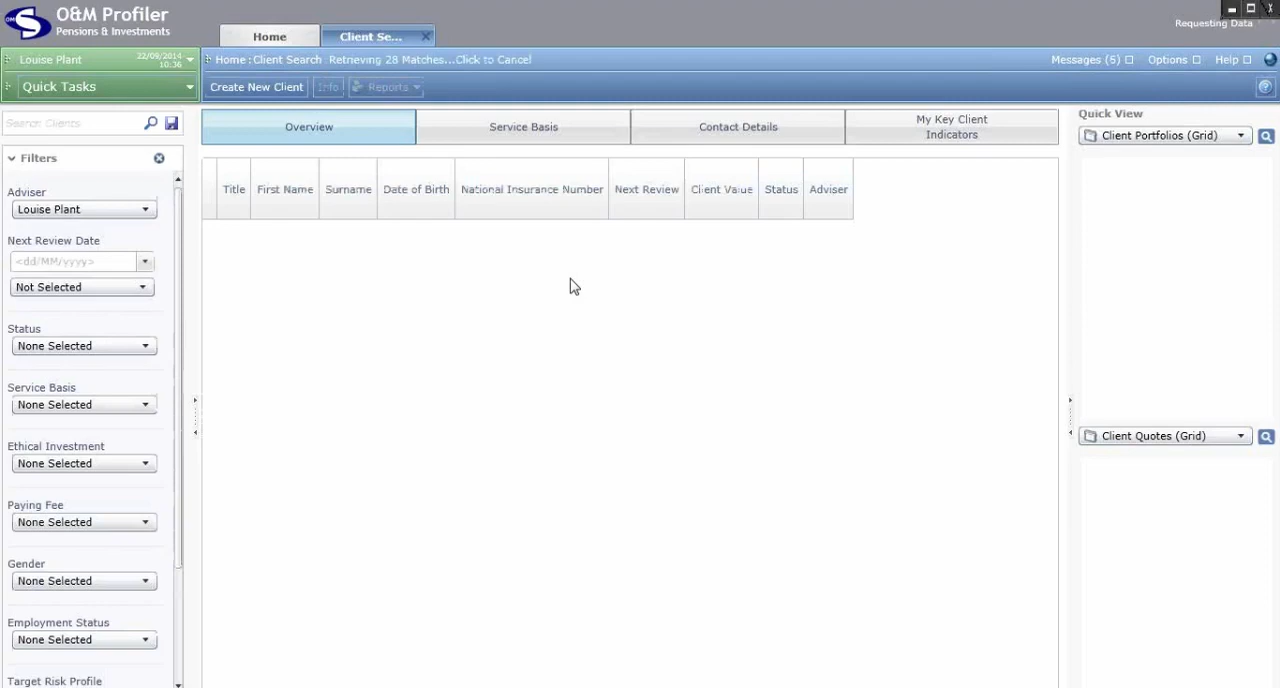 O&M Profiler
Pensions & Investments
Home
Client Se...
Requesting Data
Louise Plant
22/09/2014
10:36
Home : Client Search Retrieving 28 Matches...Click to Cancel
Messages (6)
Options
Help
Quick Tasks
Create New Client
Info
Reports
Search: Clients
Filters
Adviser
Louise Plant
Next Review Date
<dd/MM/yyyy>
Not Selected
Status
None Selected
Service Basis
None Selected
Ethical Investment
None Selected
Paying Fee
None Selected
Gender
None Selected
Employment Status
None Selected
Target Risk Profile
Overview
Service Basis
Contact Details
My Key Client
Indicators
Title First Name Surname Date of Birth National Insurance Number Next Review Client Value Status Adviser
Quick View
Client Portfolios (Grid)
Client Quotes (Grid)